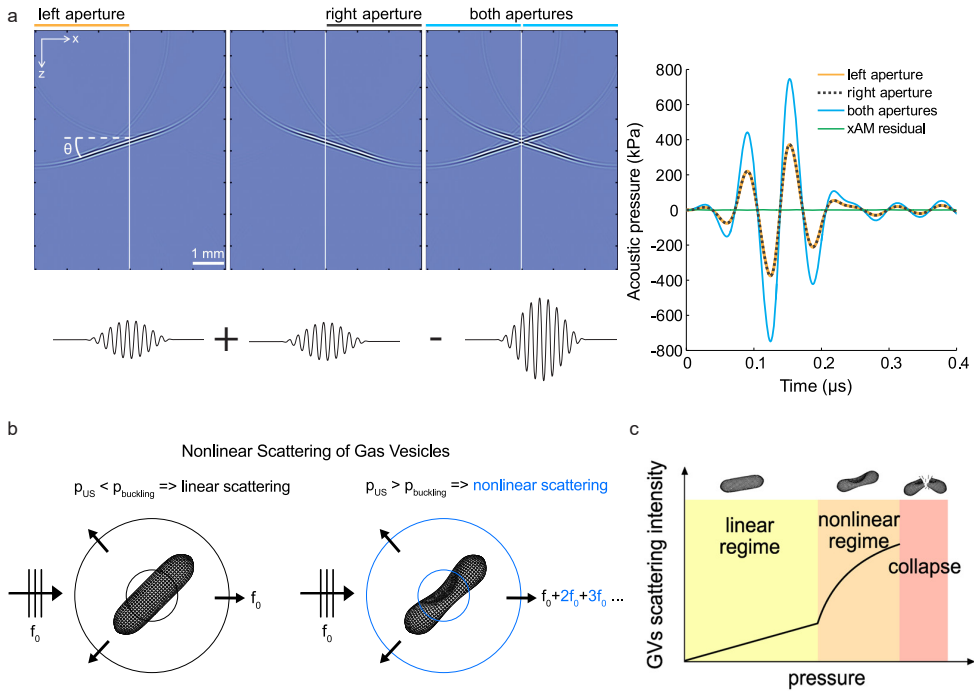 a
left aperture
right aperture
both apertures
x
z
θ
1 mm
+
-
left aperture
right aperture
both apertures
xAM residual
Acoustic pressure (kPa)
800
600
400
200
0
-200
-400
-600
-800
0
0.1
0.2
0.3
0.4
Time (µs)
b
Nonlinear Scattering of Gas Vesicles
pUS < pbuckling => linear scattering
pUS > pbuckling => nonlinear scattering
f0
f0
f0
f0+2f0+3f0 ...
c
GVs scattering intensity
linear
regime
nonlinear
regime
collapse
pressure